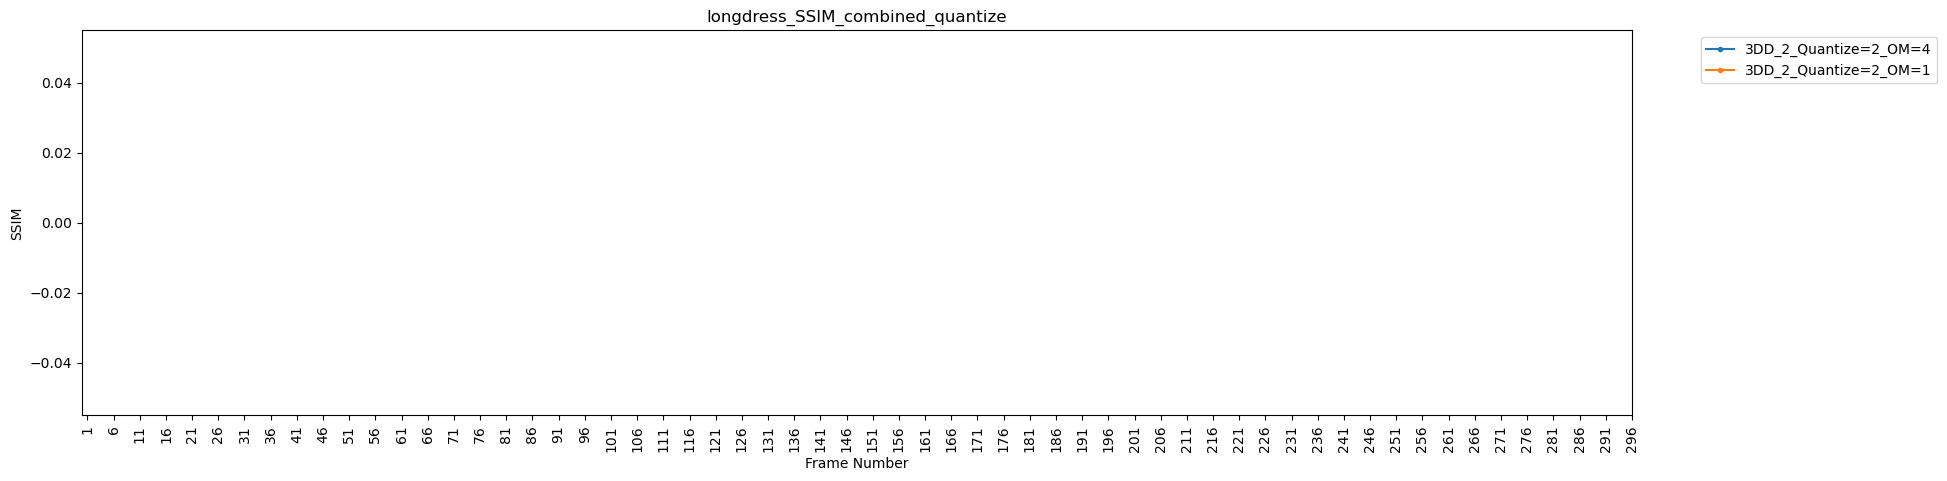 longdress_SSIM_combined_quantize
3DD_2_Quantize=2_OM=4
3DD_2_Quantize=2_OM=1
SSIM
0.04
0.02
0.00
−0.02
−0.04
1 6 11 16 21 26 31 36 41 46 51 56 61 66 71 76 81 86 91 96 101 106 111 116 121 126 131 136 141 146 151 156 161 166 171 176 181 186 191 196 201 206 211 216 221 226 231 236 241 246 251 256 261 266 271 276 281 286 291 296
Frame Number